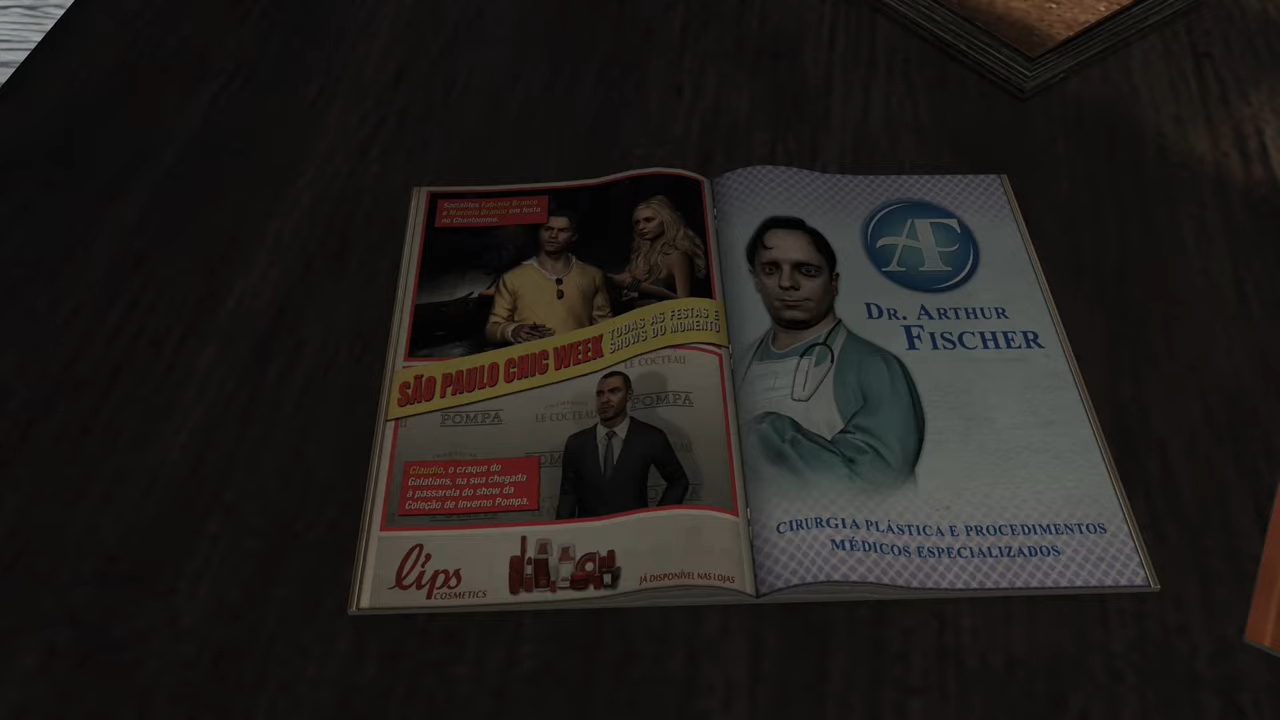 Socialites Fabiana Branco
e Marcelo Branco em festa
no Chantomme.
TODAS AS FESTAS E
SHOWS DO MOMENTO
SÃO PAULO CHIC WEEK
LE COCTEAU
POMPA
LE COCTEAU
POMPA
Claudio, o craque do
Galatians, na sua chegada
à passarela do show da
Coleção de Inverno Pompa.
lips
COSMETICS
JÁ DISPONÍVEL NAS LOJAS
AF
DR. ARTHUR
FISCHER
CIRURGIA PLÁSTICA E PROCEDIMENTOS
MÉDICOS ESPECIALIZADOS